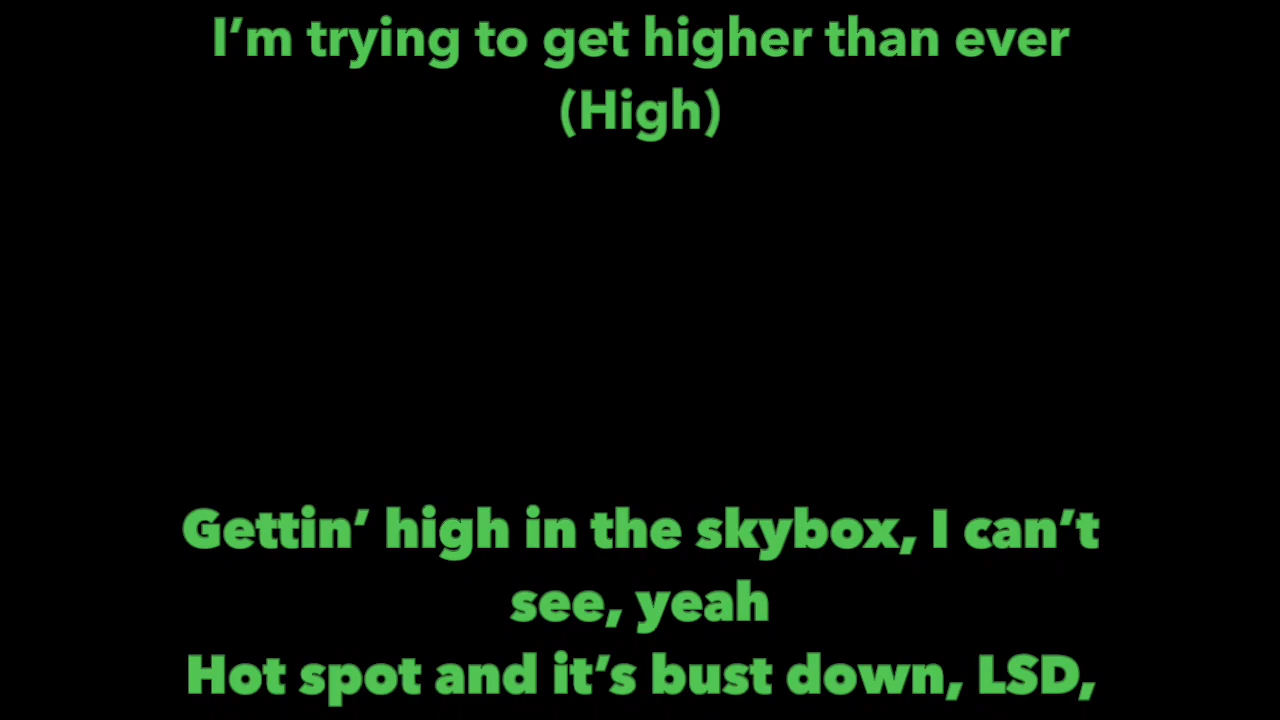 I’m trying to get higher than ever
(High)
Gettin’ high in the skybox, I can’t
see, yeah
Hot spot and it’s bust down, LSD,